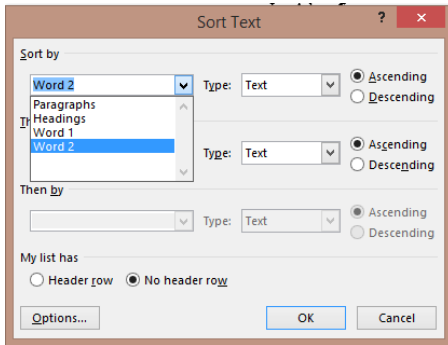 Sort Text ? ×
Sort by
Word 2 Type: Text Ascending
Descending
Paragraphs
Headings
Word 1
Word 2
Th
Type: Text Ascending
Descending
Then by
Type: Text Ascending
Descending
My list has
Header row No header row
Options... OK Cancel